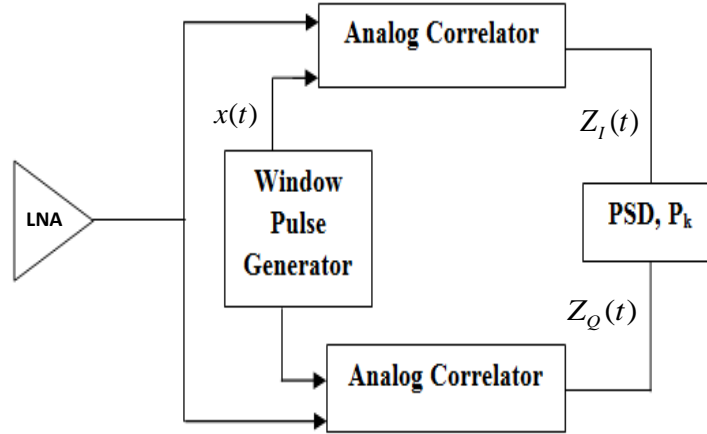 Analog Correlator
x(t)
Z_I(t)
LNA
Window
Pulse
Generator
PSD, P_k
Z_Q(t)
Analog Correlator